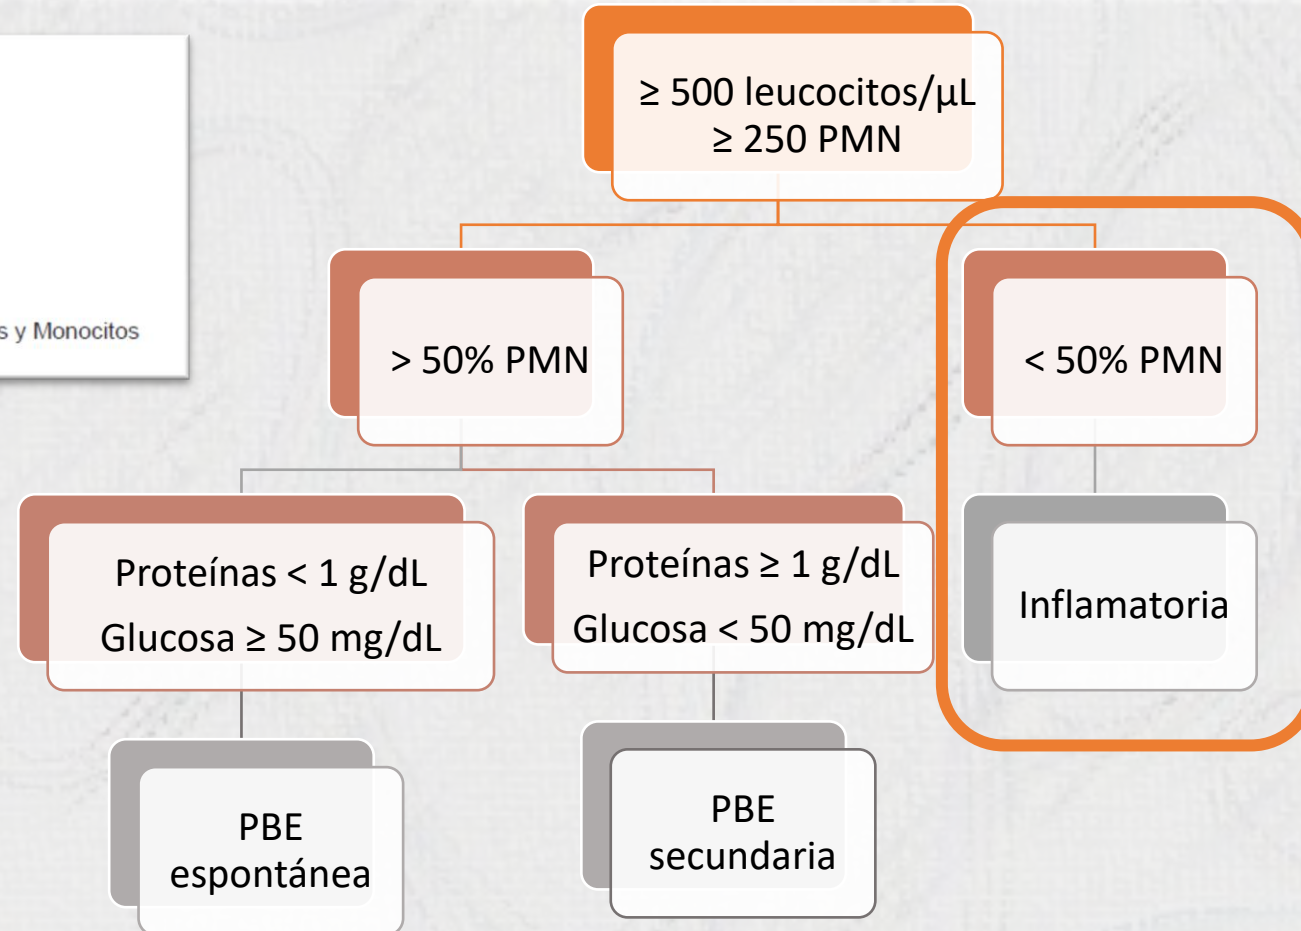 ≥ 500 leucocitos/µL
≥ 250 PMN
s y Monocitos
> 50% PMN
< 50% PMN
Proteínas < 1 g/dL
Glucosa ≥ 50 mg/dL
Proteínas ≥ 1 g/dL
Glucosa < 50 mg/dL
Inflamatoria
PBE
espontánea
PBE
secundaria